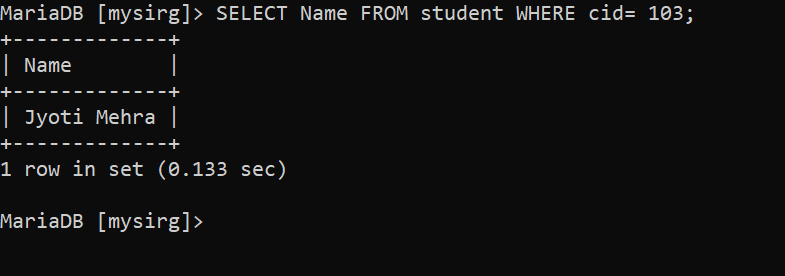 MariaDB [mysirg]> SELECT Name FROM student WHERE cid= 103;
+-------------+
| Name        |
+-------------+
| Jyoti Mehra |
+-------------+
1 row in set (0.133 sec)
MariaDB [mysirg]>